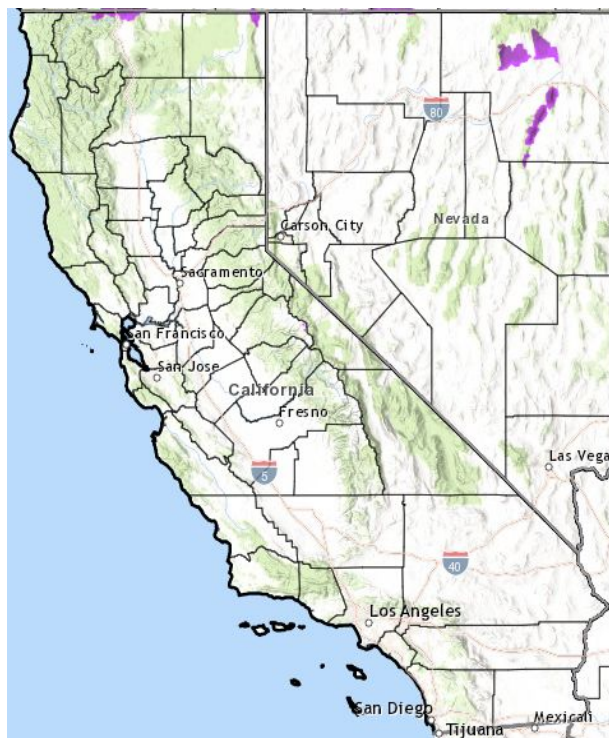 80
Nevada
Carson City
Sacramento
San Francisco
San Jose
California
Fresno
Las Vega
5
40
Los Angeles
San Diego
Mexicali
Tijuana